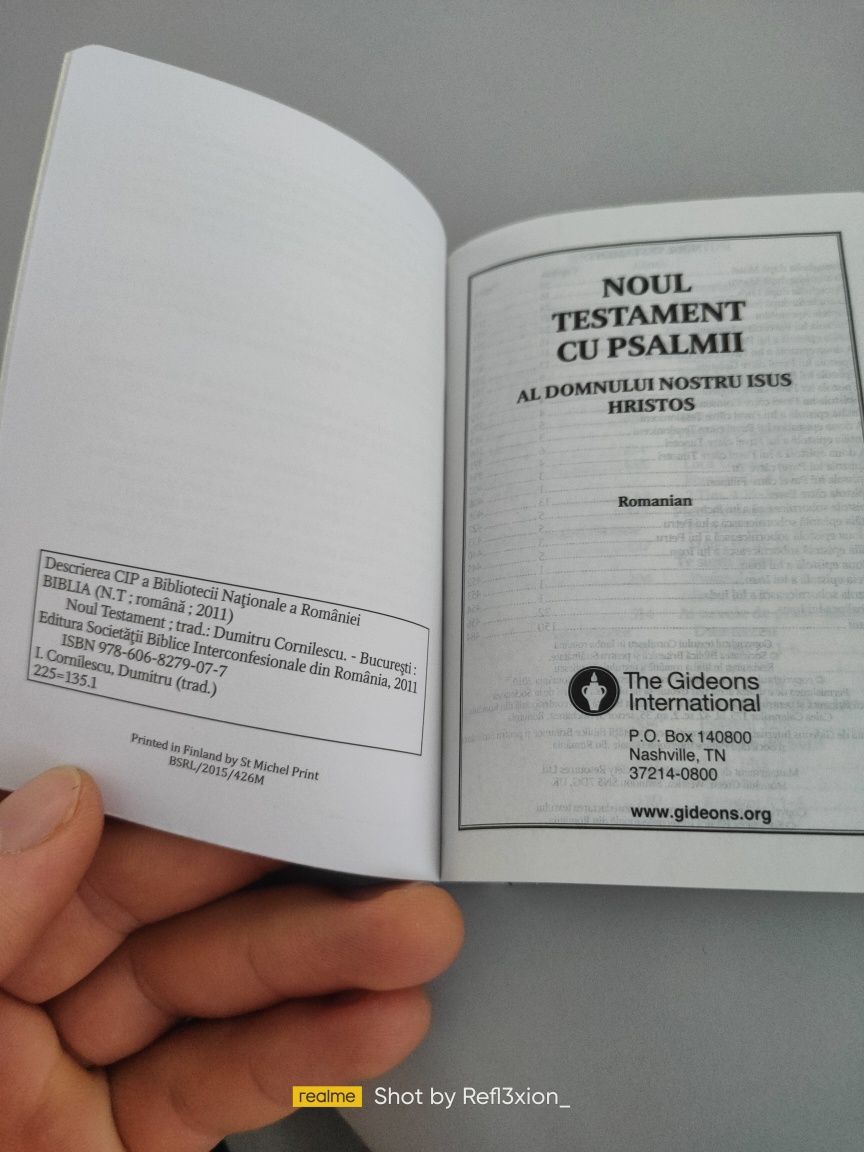 Descrierea CIP a Bibliotecii Naţionale a României
BIBLIA (N.T ; română ; 2011)
Noul Testament ; trad.: Dumitru Cornilescu. - Bucureşti :
Editura Societăţii Biblice Interconfesionale din România, 2011
ISBN 978-606-8279-07-7
I. Cornilescu, Dumitru (trad.)
225=135.1
Printed in Finland by St Michel Print
BSRL/2015/426M
NOUL
TESTAMENT
CU PSALMII
AL DOMNULUI NOSTRU ISUS
HRISTOS
Romanian
The Gideons
International
P.O. Box 140800
Nashville, TN
37214-0800
www.gideons.org
realme Shot by Refl3xion_